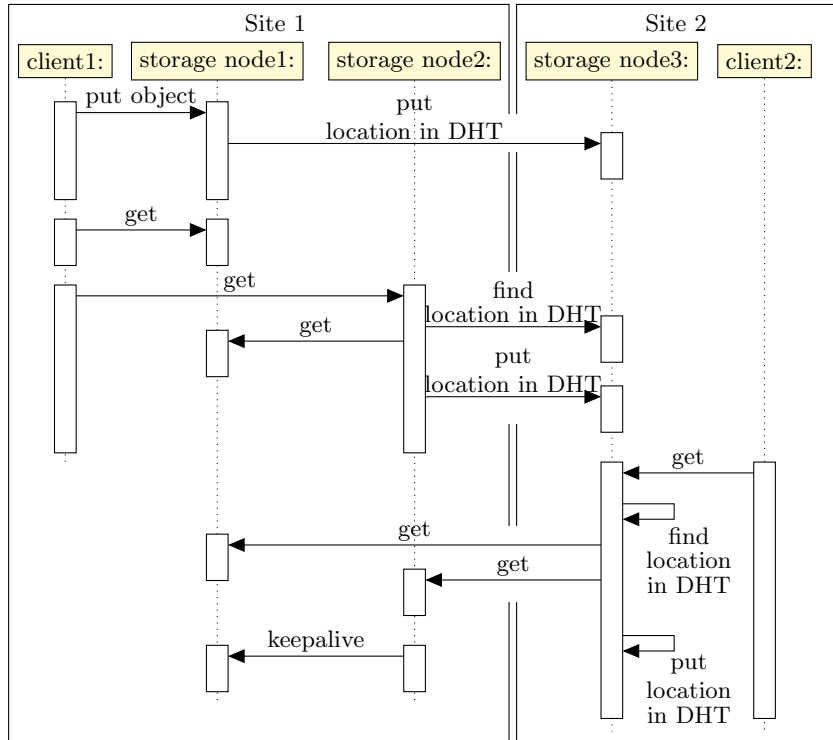 Site 1
Site 2
client1:
storage node1:
storage node2:
storage node3:
client2:
put object
put
location in DHT
get
get
find
location in DHT
get
put
location in DHT
get
get
find
location
in DHT
get
keepalive
put
location
in DHT